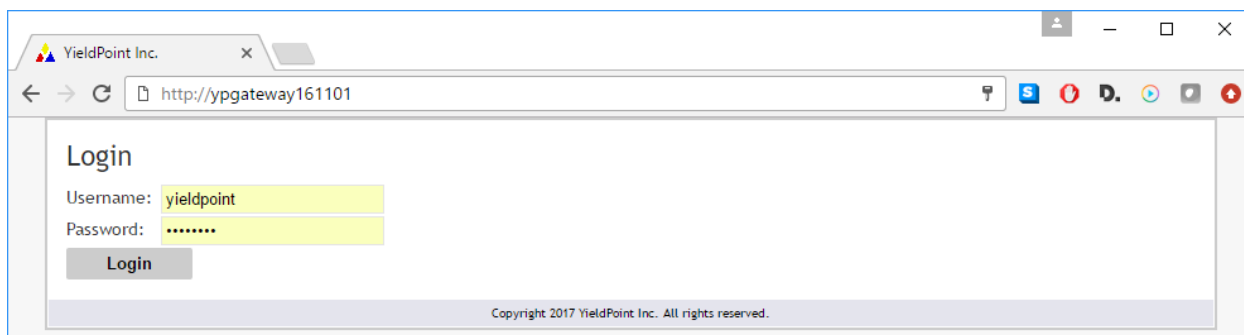 YieldPoint Inc.
http://ypgateway161101
S D.
Login
Username: yieldpoint
Password: ••••••••
Login
Copyright 2017 YieldPoint Inc. All rights reserved.